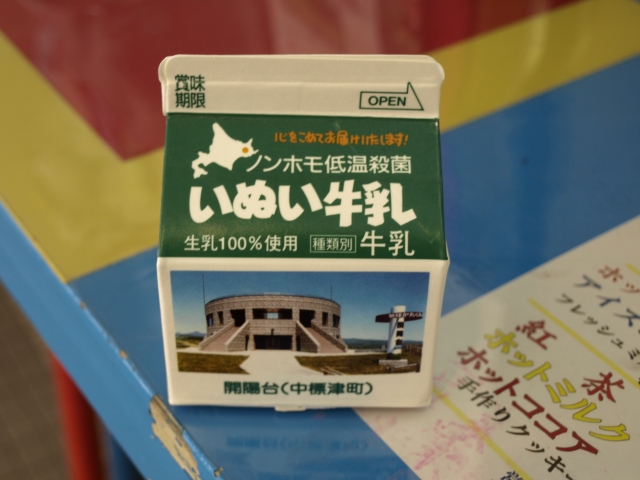 賞味
期限
OPEN
心をこめてお届けいたします!
ノンホモ低温殺菌
いぬい牛乳
生乳100%使用 種類別 牛乳
開陽台(中標津町)
ホッ
アイス
フレッシュミ
紅茶
ホットミルク
ホットココア
手作りクッキー